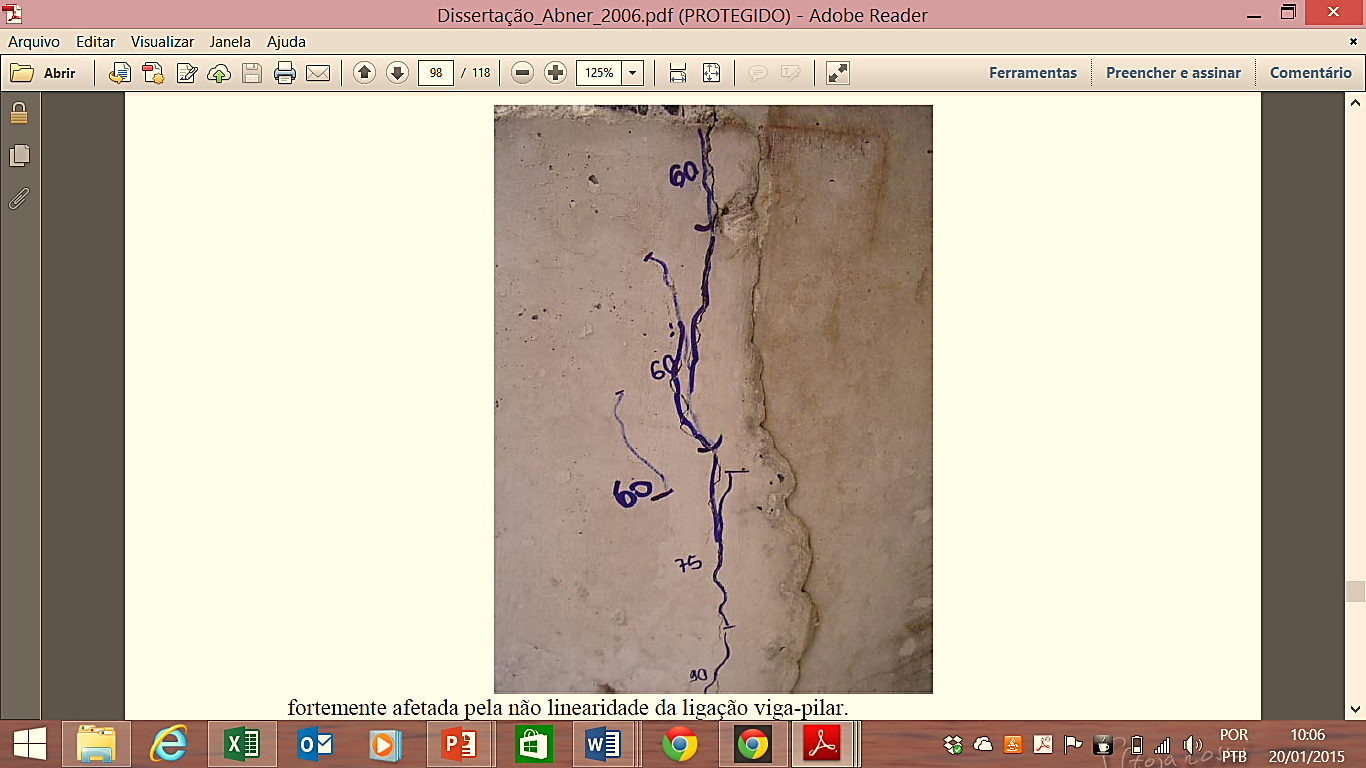 Dissertação_Abner_2006.pdf (PROTEGIDO) - Adobe Reader
Arquivo Editar Visualizar Janela Ajuda
Abrir 98 / 118 125% Ferramentas Preencher e assinar Comentário
60
60
60
75
90
fortemente afetada pela não linearidade da ligação viga-pilar.
POR 10:06
PTB 20/01/2015